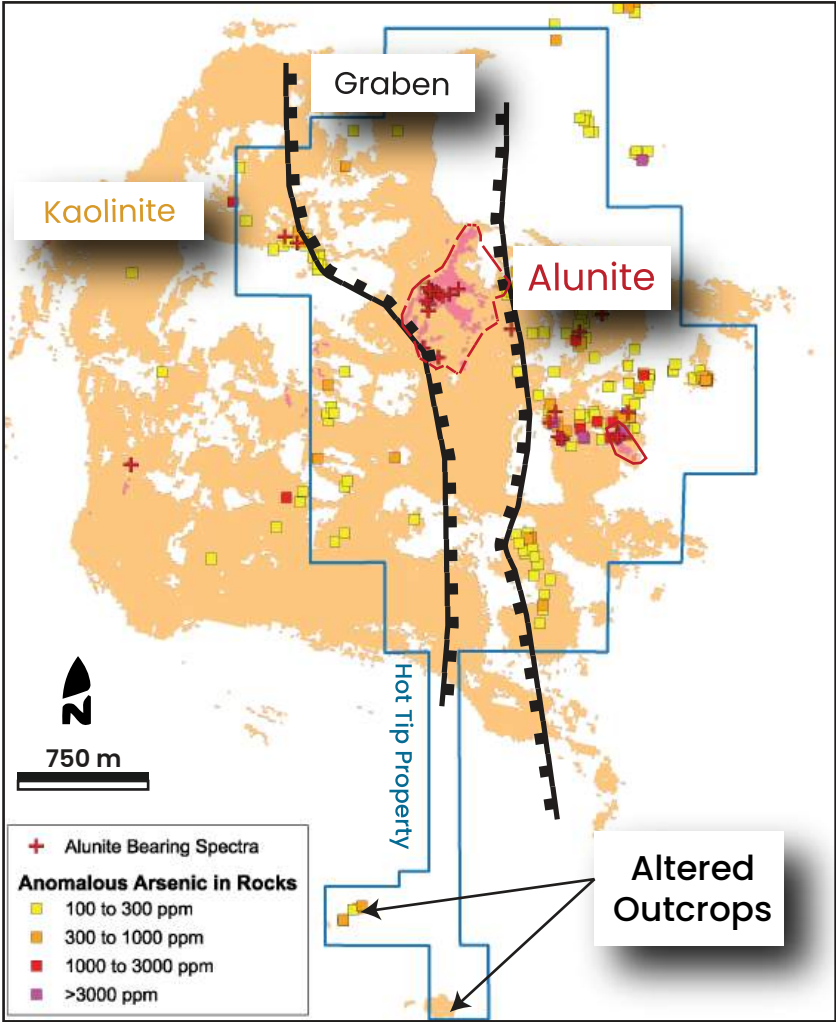 Graben
Kaolinite
Alunite
N
750 m
Hot Tip Property
Alunite Bearing Spectra
Anomalous Arsenic in Rocks
100 to 300 ppm
300 to 1000 ppm
1000 to 3000 ppm
>3000 ppm
Altered
Outcrops